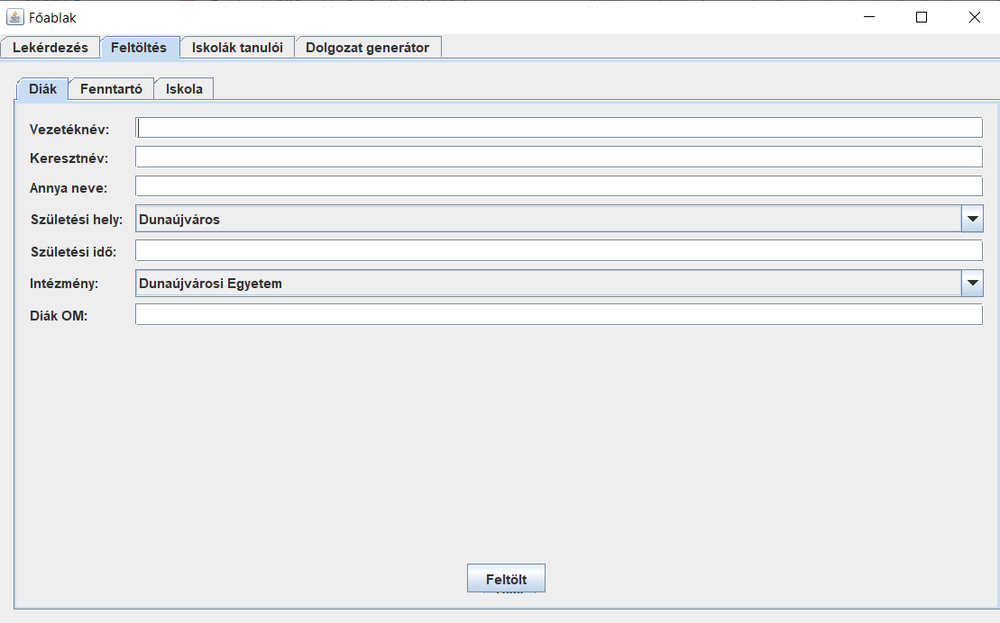 Főablak
Lekérdezés Feltöltés Iskolák tanulói Dolgozat generátor
Diák Fenntartó Iskola
Vezetéknév:
Keresztnév:
Annya neve:
Születési hely: Dunaújváros
Születési idő:
Intézmény: Dunaújvárosi Egyetem
Diák OM:
Feltölt